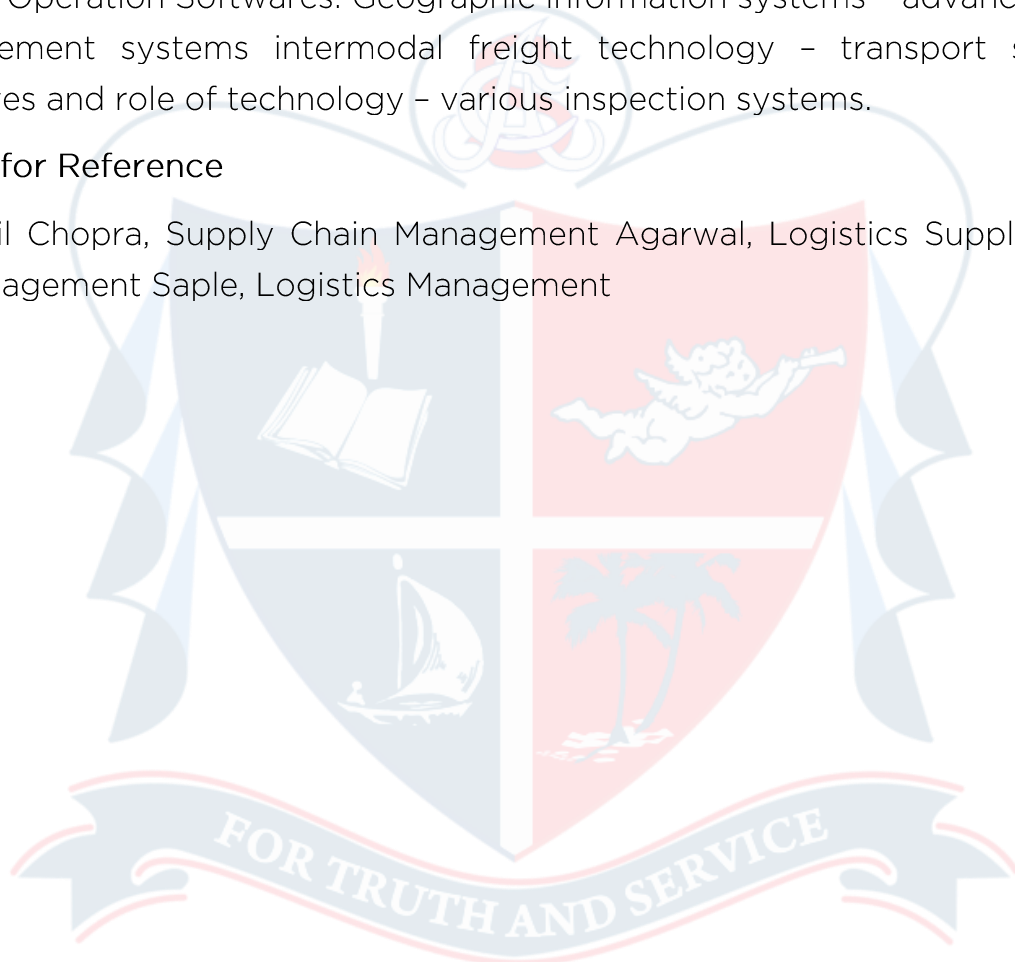 Operation Softwares: Geographic information systems – advanc
ement systems intermodal freight technology – transport s
es and role of technology – various inspection systems.
for Reference
il Chopra, Supply Chain Management Agarwal, Logistics Suppl
agement Saple, Logistics Management
FOR TRUTH AND SERVICE